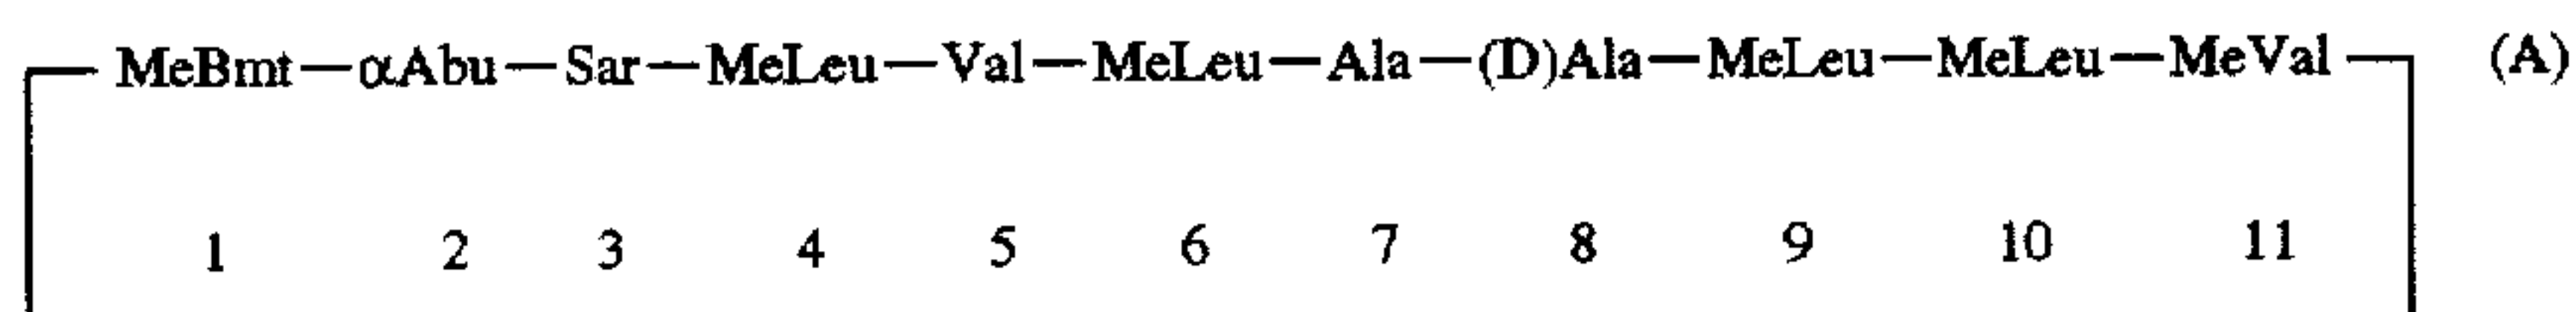 MeBmt—αAbu—Sar—MeLeu—Val—MeLeu—Ala—(D)Ala—MeLeu—MeLeu—MeVal (A)
1 2 3 4 5 6 7 8 9 10 11